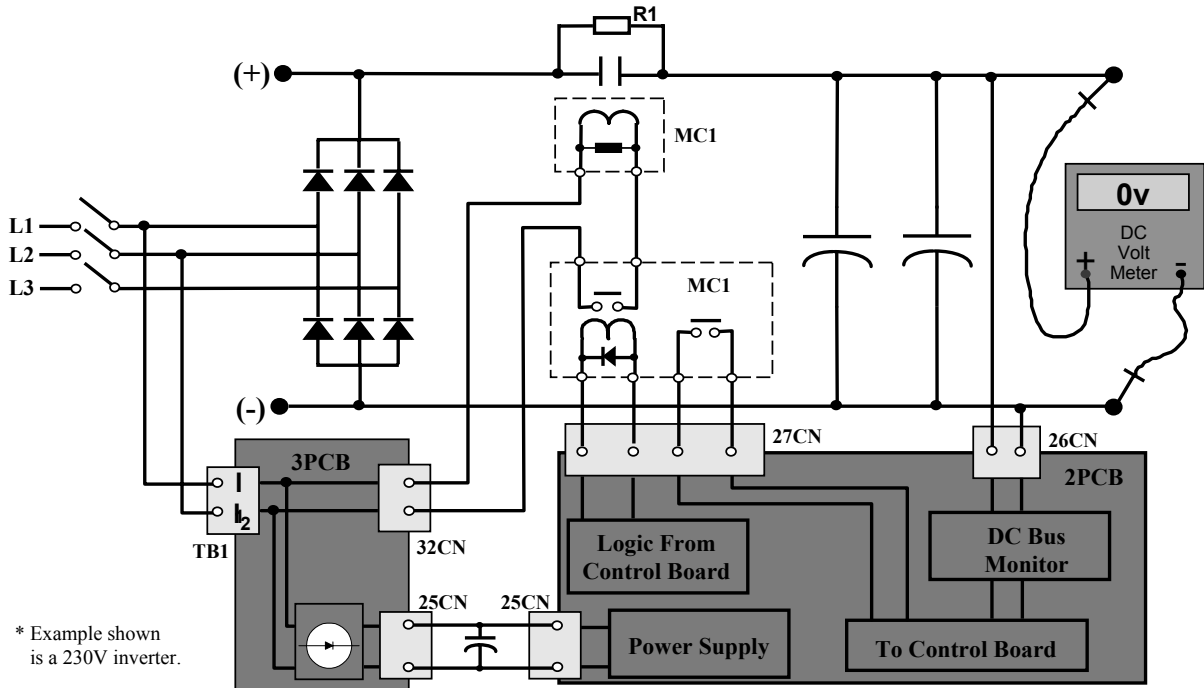 R1
(+)
MC1
0v
DC
Volt
Meter
+
-
L1
L2
L3
MC1
(-)
27CN
26CN
3PCB
2PCB
TB1
32CN
Logic From
Control Board
DC Bus
Monitor
25CN
25CN
Power Supply
To Control Board
* Example shown
is a 230V inverter.